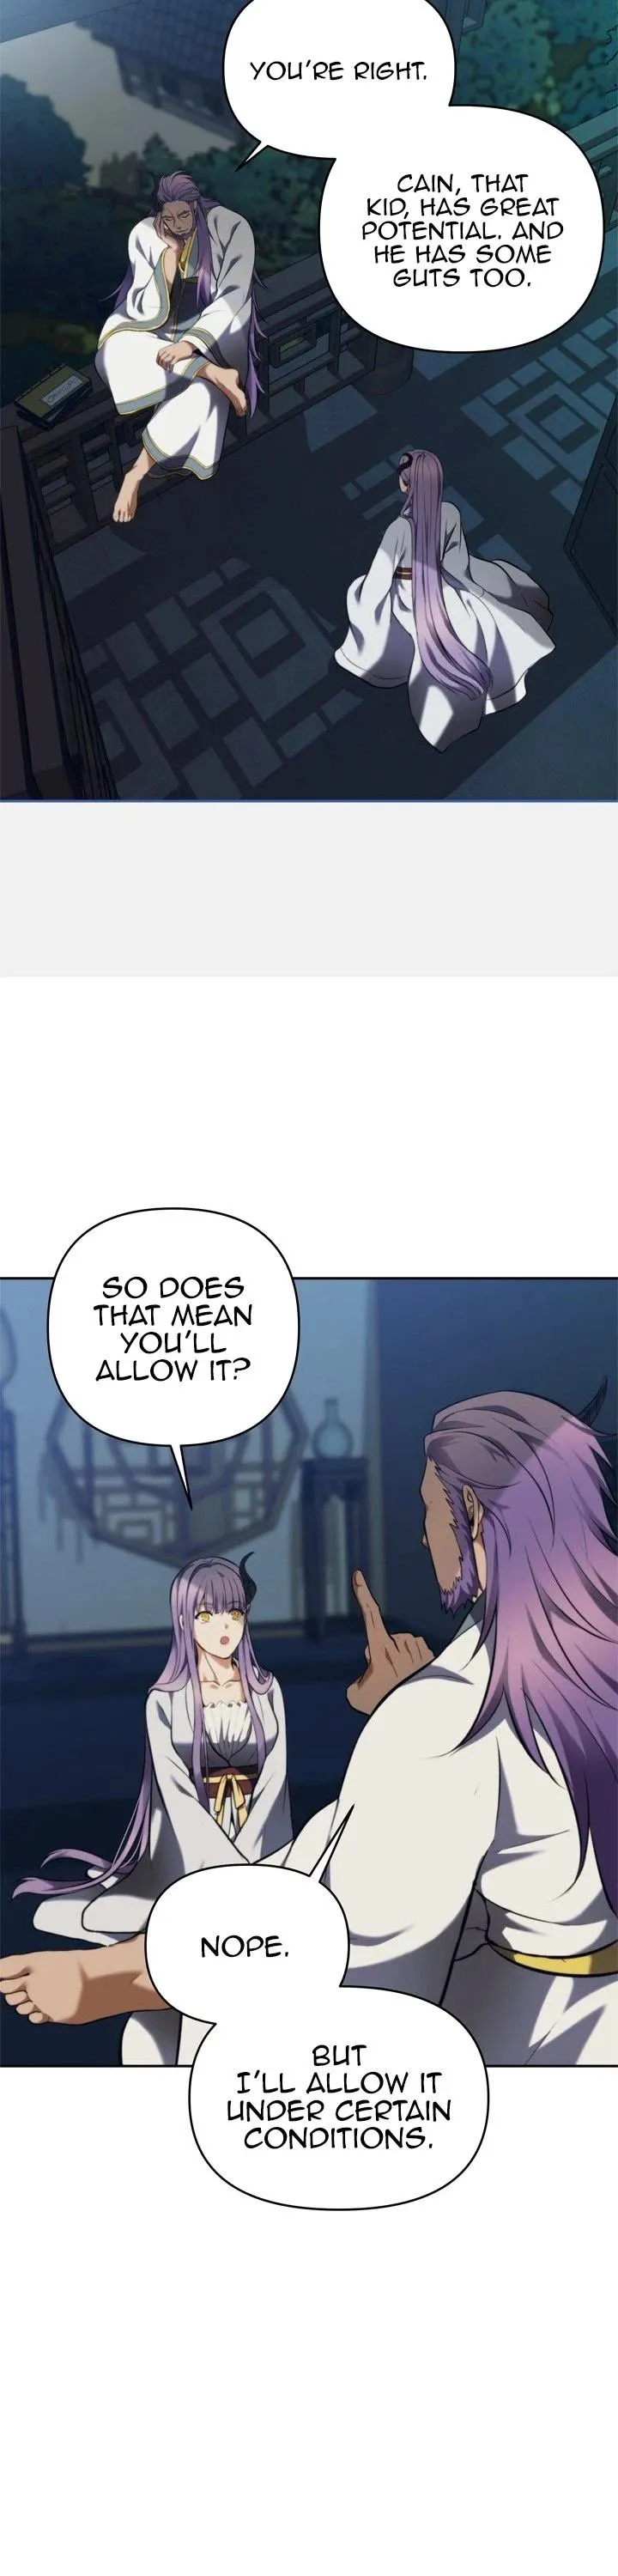 YOU'RE RIGHT.
CAIN, THAT
KID, HAS GREAT
POTENTIAL. AND
HE HAS SOME
GUTS TOO.
SO DOES
THAT MEAN
YOU'LL
ALLOW IT?
NOPE.
BUT
I'LL ALLOW IT
UNDER CERTAIN
CONDITIONS.